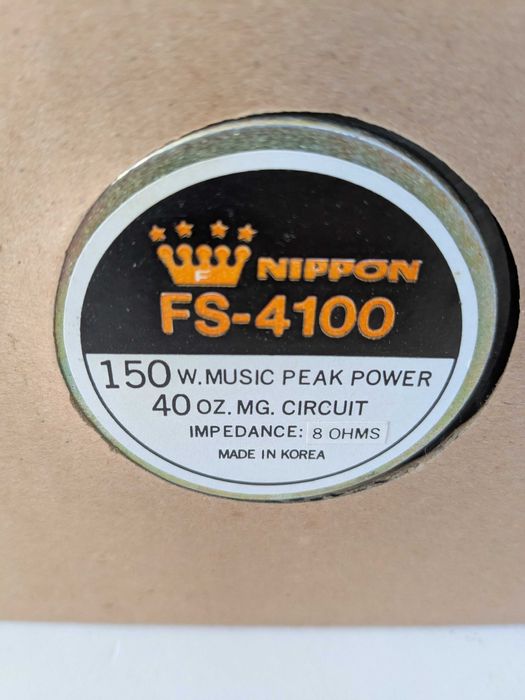 F
NIPPON
FS-4100
150 W. MUSIC PEAK POWER
40 OZ. MG. CIRCUIT
IMPEDANCE: 8 OHMS
MADE IN KOREA